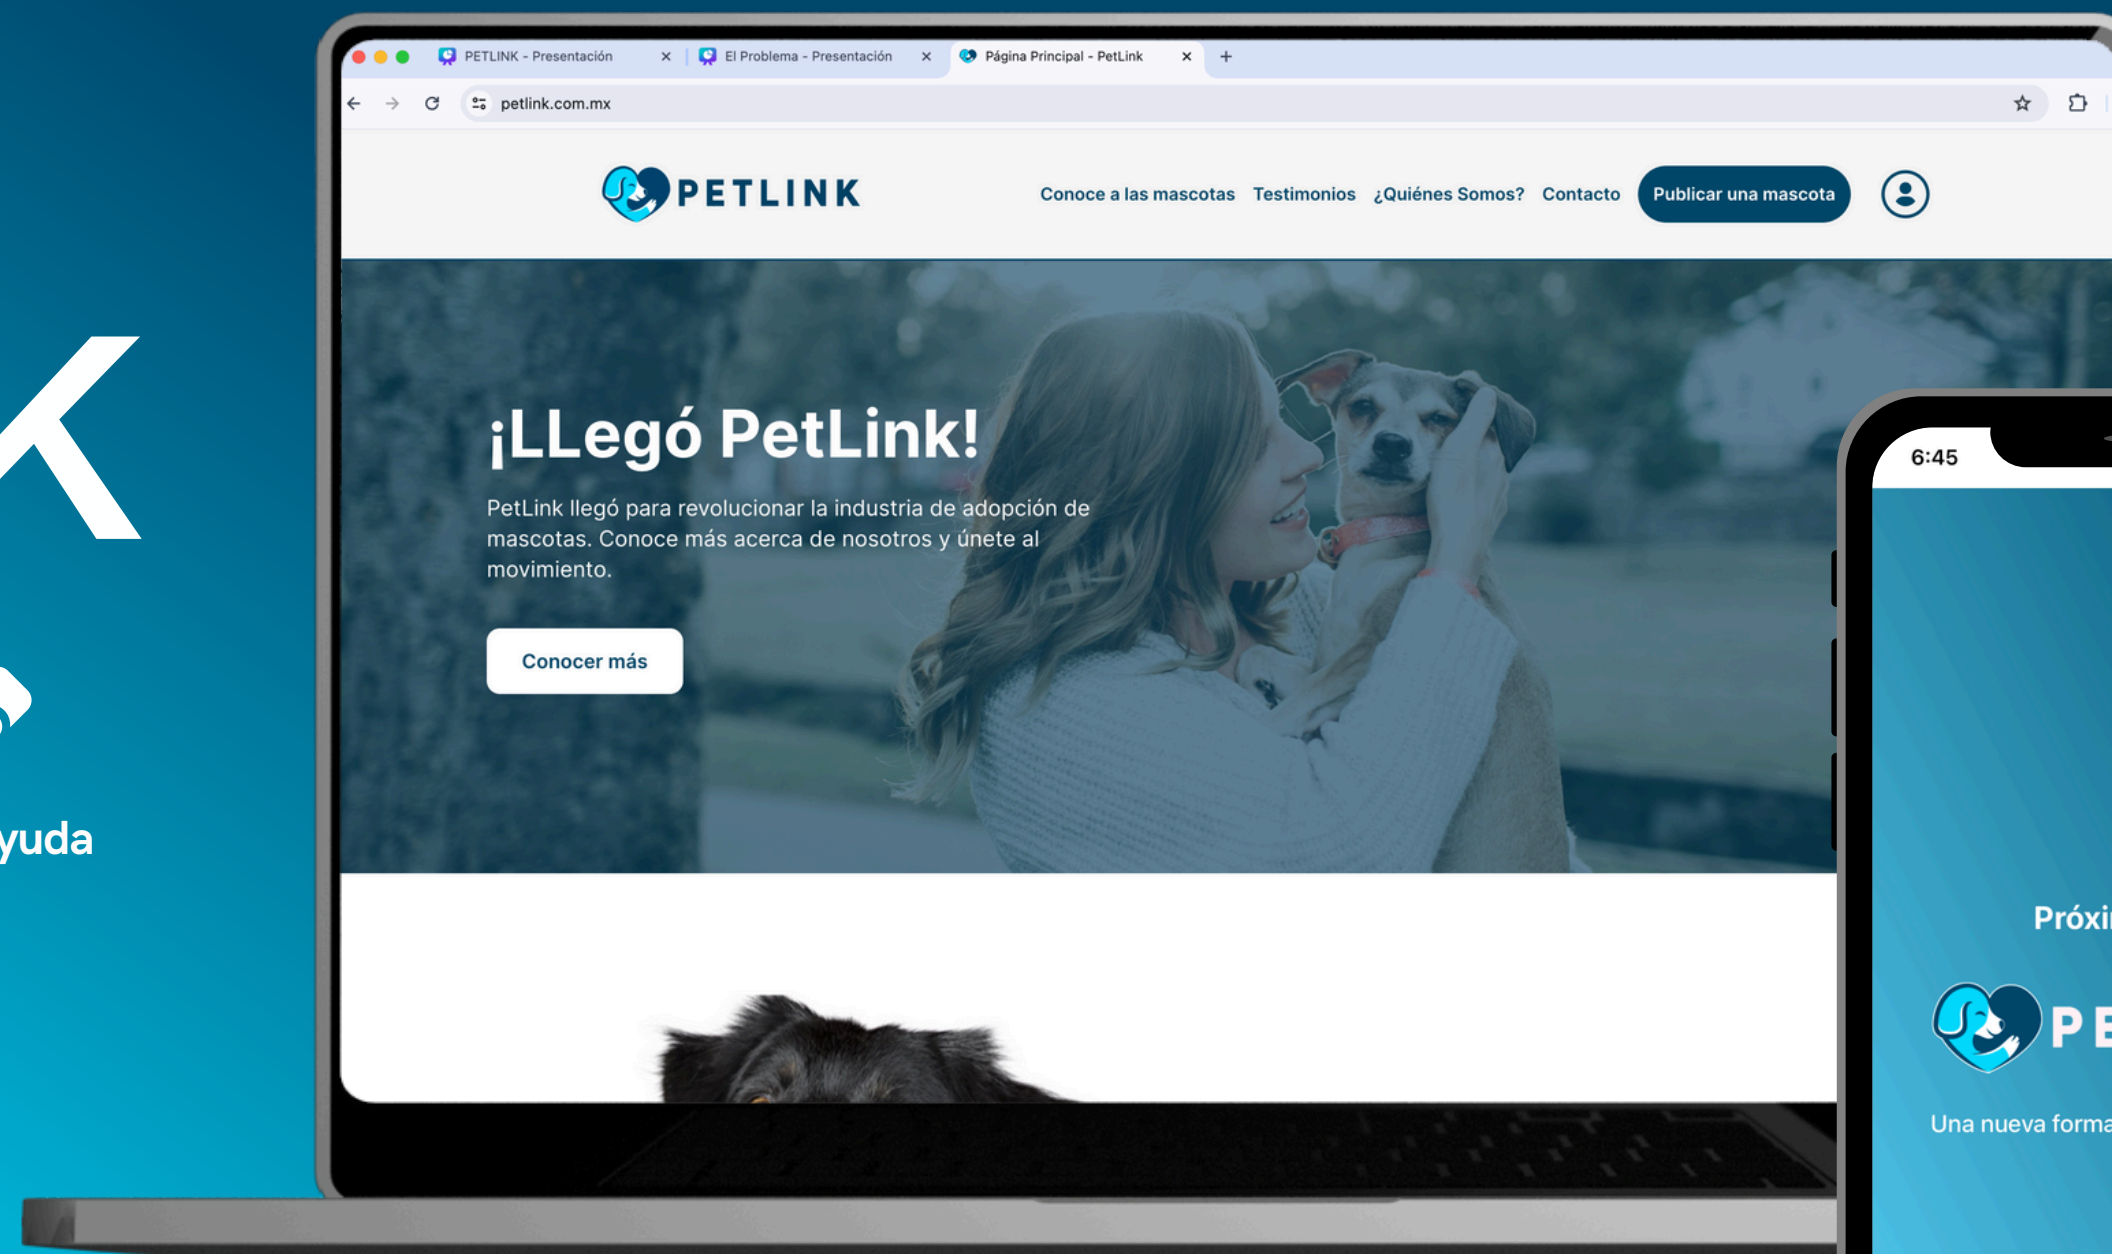 PETLINK - Presentación
El Problema - Presentación
Página Principal - PetLink
petlink.com.mx
PETLINK
Conoce a las mascotas
Testimonios
¿Quiénes Somos?
Contacto
Publicar una mascota
K
¡LLegó PetLink!
PetLink llegó para revolucionar la industria de adopción de
mascotas. Conoce más acerca de nosotros y únete al
movimiento.
Conocer más
6:45
yuda
PE
Una nueva forma